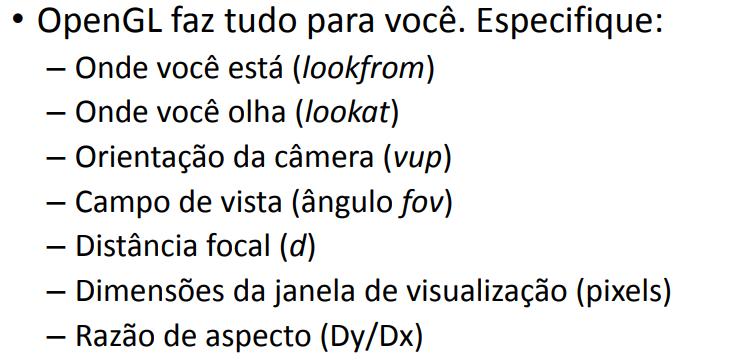 • OpenGL faz tudo para você. Especifique:
– Onde você está (lookfrom)
– Onde você olha (lookat)
– Orientação da câmera (vup)
– Campo de vista (ângulo fov)
– Distância focal (d)
– Dimensões da janela de visualização (pixels)
– Razão de aspecto (Dy/Dx)